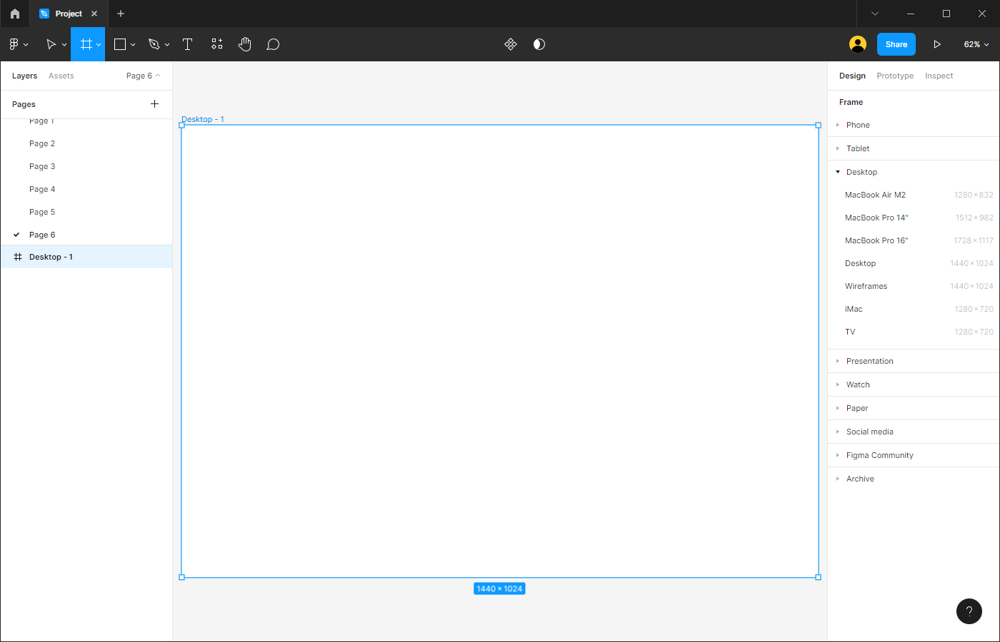 Project
Share
62%
Layers Assets Page 6
Design Prototype Inspect
Pages
Page 1
Page 2
Page 3
Page 4
Page 5
Page 6
Desktop - 1
Desktop - 1
1440 × 1024
Frame
Phone
Tablet
Desktop
MacBook Air M2 1280 × 832
MacBook Pro 14" 1512 × 982
MacBook Pro 16" 1728 × 1117
Desktop 1440 × 1024
Wireframes 1440 × 1024
iMac 1280 × 720
TV 1280 × 720
Presentation
Watch
Paper
Social media
Figma Community
Archive
?